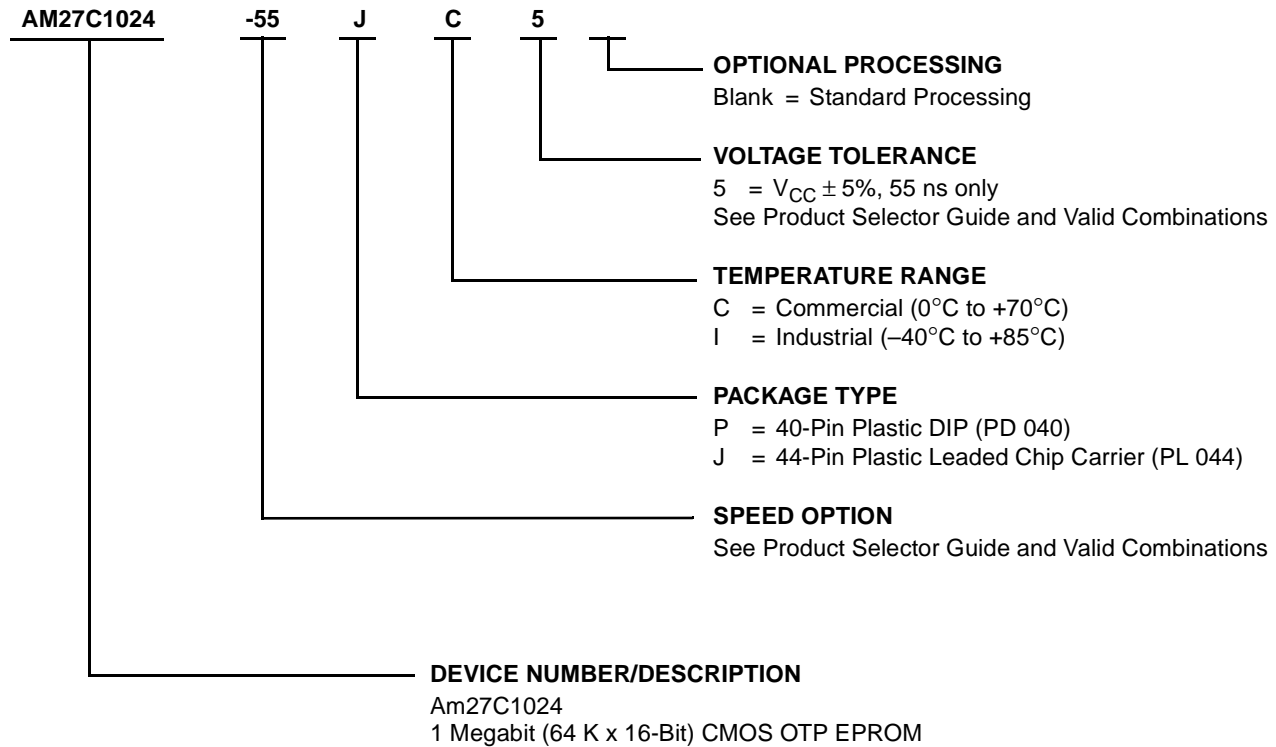 AM27C1024 -55 J C 5
OPTIONAL PROCESSING
Blank = Standard Processing
VOLTAGE TOLERANCE
5 = VCC ± 5%, 55 ns only
See Product Selector Guide and Valid Combinations
TEMPERATURE RANGE
C = Commercial (0°C to +70°C)
I = Industrial (–40°C to +85°C)
PACKAGE TYPE
P = 40-Pin Plastic DIP (PD 040)
J = 44-Pin Plastic Leaded Chip Carrier (PL 044)
SPEED OPTION
See Product Selector Guide and Valid Combinations
DEVICE NUMBER/DESCRIPTION
Am27C1024
1 Megabit (64 K x 16-Bit) CMOS OTP EPROM